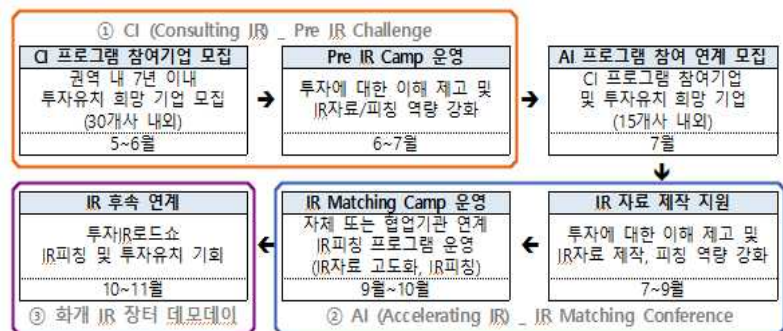 ① CI (Consulting IR) _ Pre IR Challenge
CI 프로그램 참여기업 모집
권역 내 7년 이내
투자유치 희망 기업 모집
(30개사 내외)
5~6월
➔
Pre IR Camp 운영
투자에 대한 이해 제고 및
IR자료/피칭 역량 강화
6~7월
➔
AI 프로그램 참여 연계 모집
CI 프로그램 참여기업
및 투자유치 희망 기업
(15개사 내외)
7월
IR 자료 제작 지원
투자에 대한 이해 제고 및
IR자료 제작, 피칭 역량 강화
7~9월
IR Matching Camp 운영
자체 또는 협업기관 연계
IR피칭 프로그램 운영
(IR자료 고도화, IR피칭)
9월~10월
② AI (Accelerating IR) _ IR Matching Conference
IR 후속 연계
투자IR로드쇼
IR피칭 및 투자유치 기회
10~11월
③ 화개 IR 장터 데모데이